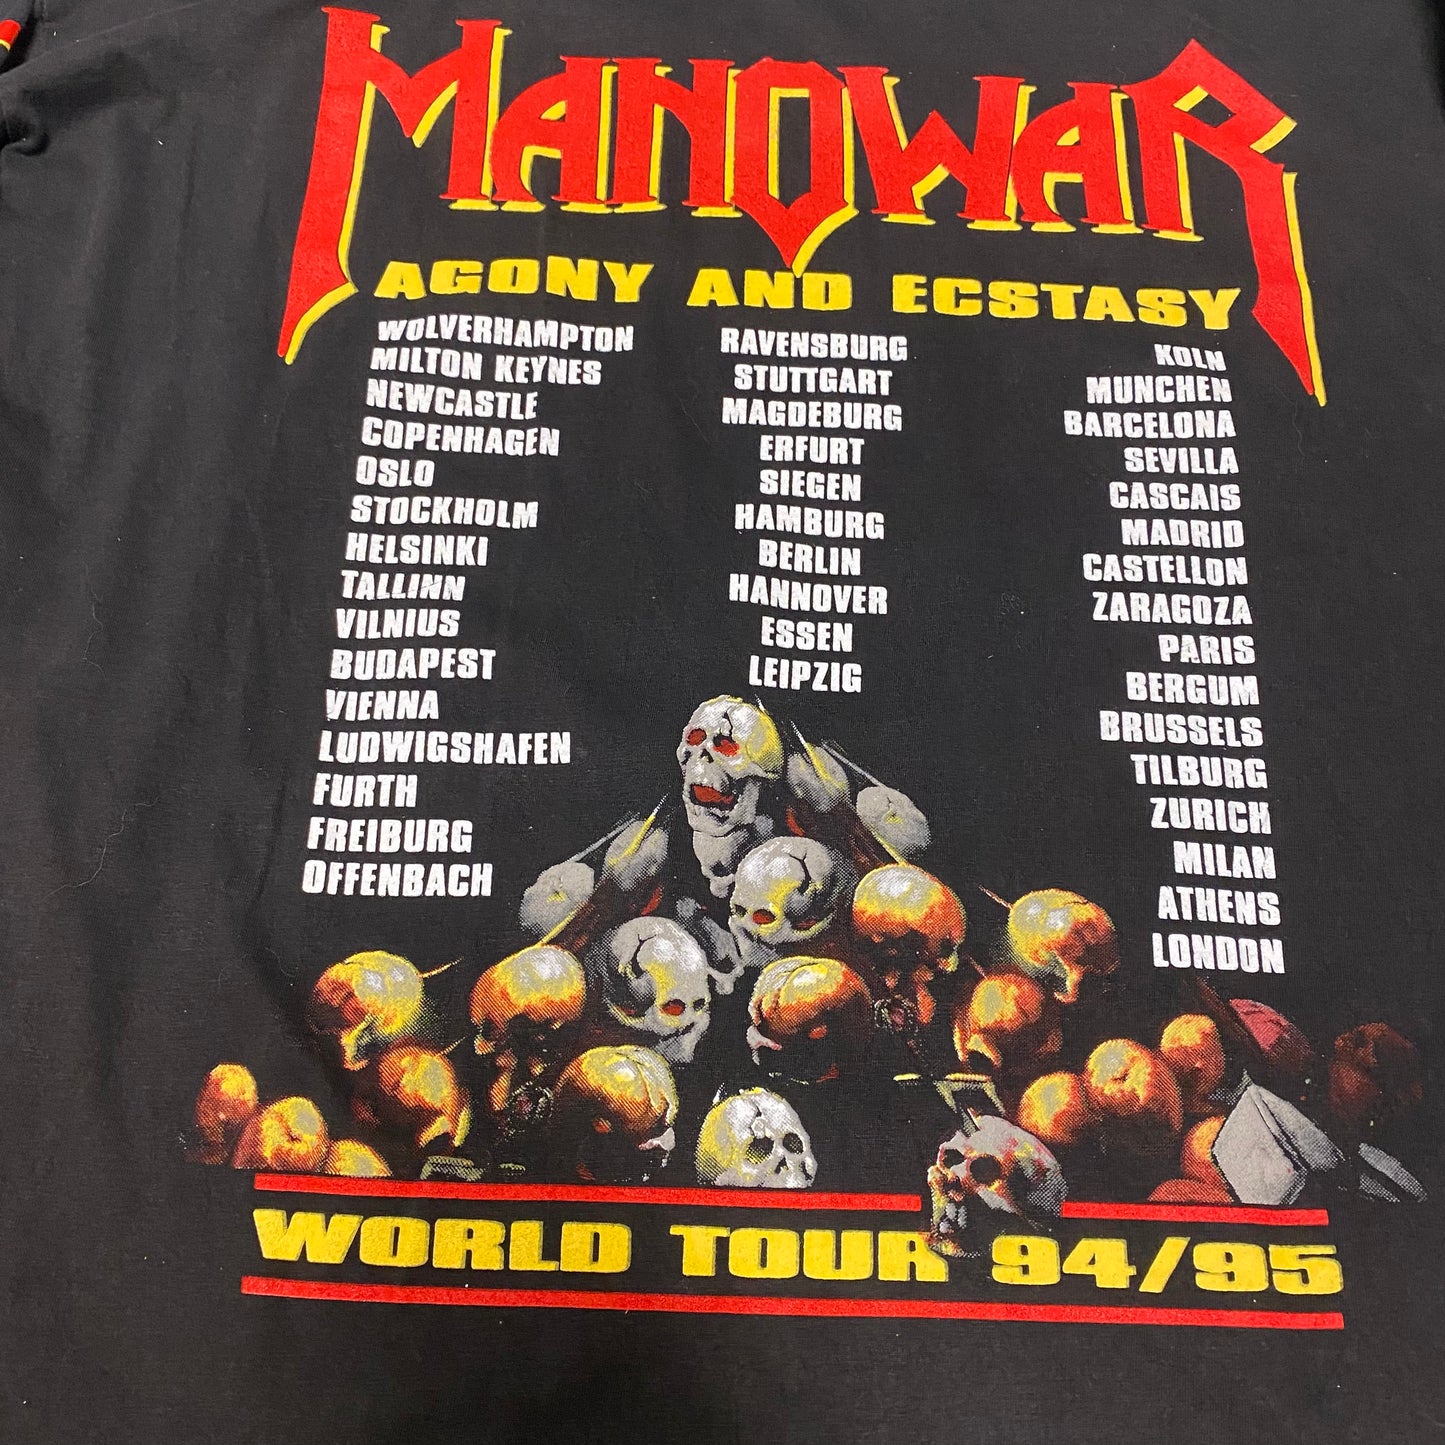 MANOWAR
AGONY AND ECSTASY
WOLVERHAMPTON
MILTON KEYNES
NEWCASTLE
COPENHAGEN
OSLO
STOCKHOLM
HELSINKI
TALLINN
VILNIUS
BUDAPEST
VIENNA
LUDWIGSHAFEN
FURTH
FREIBURG
OFFENBACH
RAVENSBURG
STUTTGART
MAGDEBURG
ERFURT
SIEGEN
HAMBURG
BERLIN
HANNOVER
ESSEN
LEIPZIG
KOLN
MUNCHEN
BARCELONA
SEVILLA
CASCAIS
MADRID
CASTELLON
ZARAGOZA
PARIS
BERGUM
BRUSSELS
TILBURG
ZURICH
MILAN
ATHENS
LONDON
WORLD TOUR 94/95